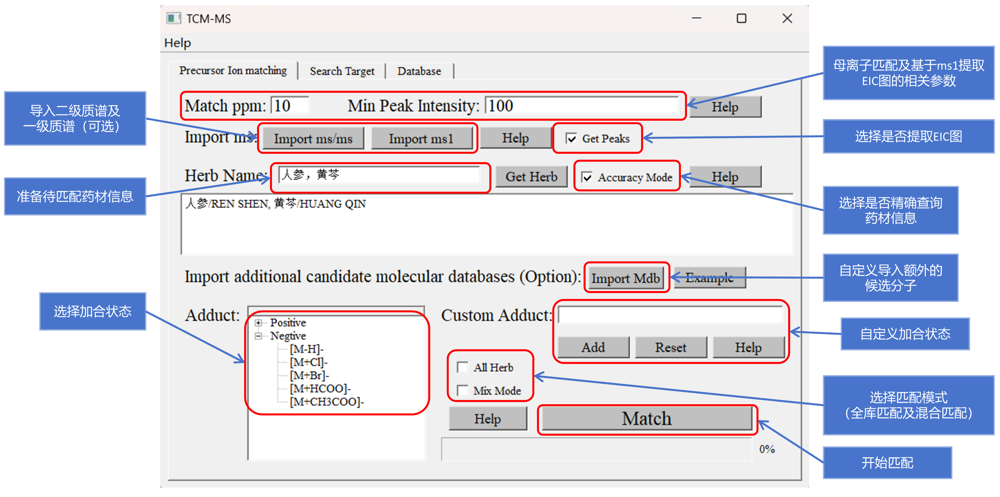 TCM-MS
Help
Precursor Ion matching
Search Target
Database
Match ppm: 10
Min Peak Intensity: 100
Help
Import ms:
Import ms/ms
Import ms1
Help
Get Peaks
Herb Name: 人参，黄芩
Get Herb
Accuracy Mode
Help
人参/REN SHEN, 黄芩/HUANG QIN
Import additional candidate molecular databases (Option):
Import Mdb
Example
Adduct:
Positive
Negtive
[M-H]-
[M+Cl]-
[M+Br]-
[M+HCOO]-
[M+CH3COO]-
Custom Adduct:
Add
Reset
Help
All Herb
Mix Mode
Help
Match
0%
导入二级质谱及
一级质谱（可选）
准备待匹配药材信息
选择加合状态
母离子匹配及基于ms1提取
EIC图的相关参数
选择是否提取EIC图
选择是否精确查询
药材信息
自定义导入额外的
候选分子
自定义加合状态
选择匹配模式
（全库匹配及混合匹配）
开始匹配